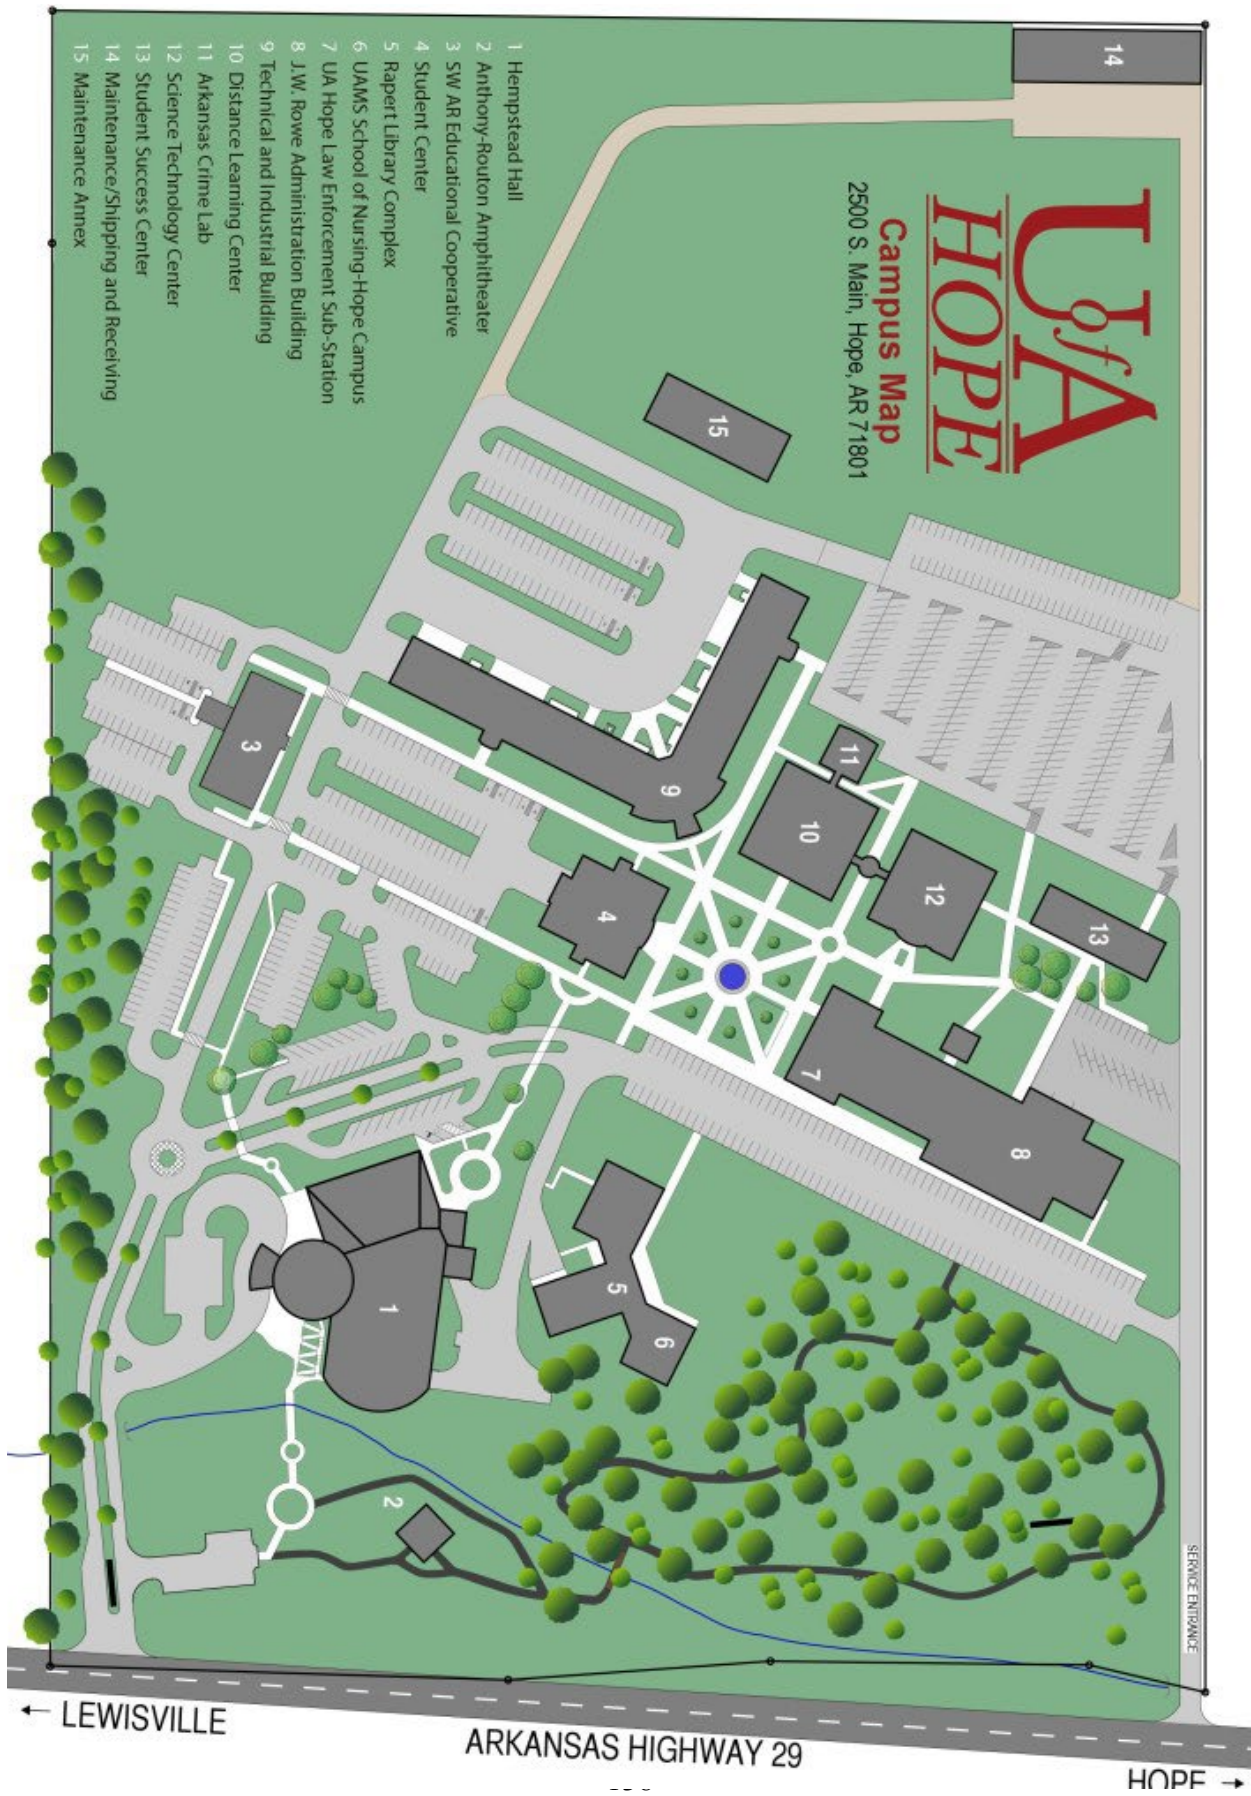 U of A
HOPE
Campus Map
2500 S. Main, Hope, AR 71801
1 Hempstead Hall
2 Anthony-Routon Amphitheater
3 SW AR Educational Cooperative
4 Student Center
5 Rapert Library Complex
6 UAMS School of Nursing-Hope Campus
7 UA Hope Law Enforcement Sub-Station
8 J.W. Rowe Administration Building
9 Technical and Industrial Building
10 Distance Learning Center
11 Arkansas Crime Lab
12 Science Technology Center
13 Student Success Center
14 Maintenance/Shipping and Receiving
15 Maintenance Annex
14
15
11
9
10
3
12
4
13
7
8
1
5
6
2
SERVICE ENTRANCE
← LEWISVILLE
ARKANSAS HIGHWAY 29
HOPE →